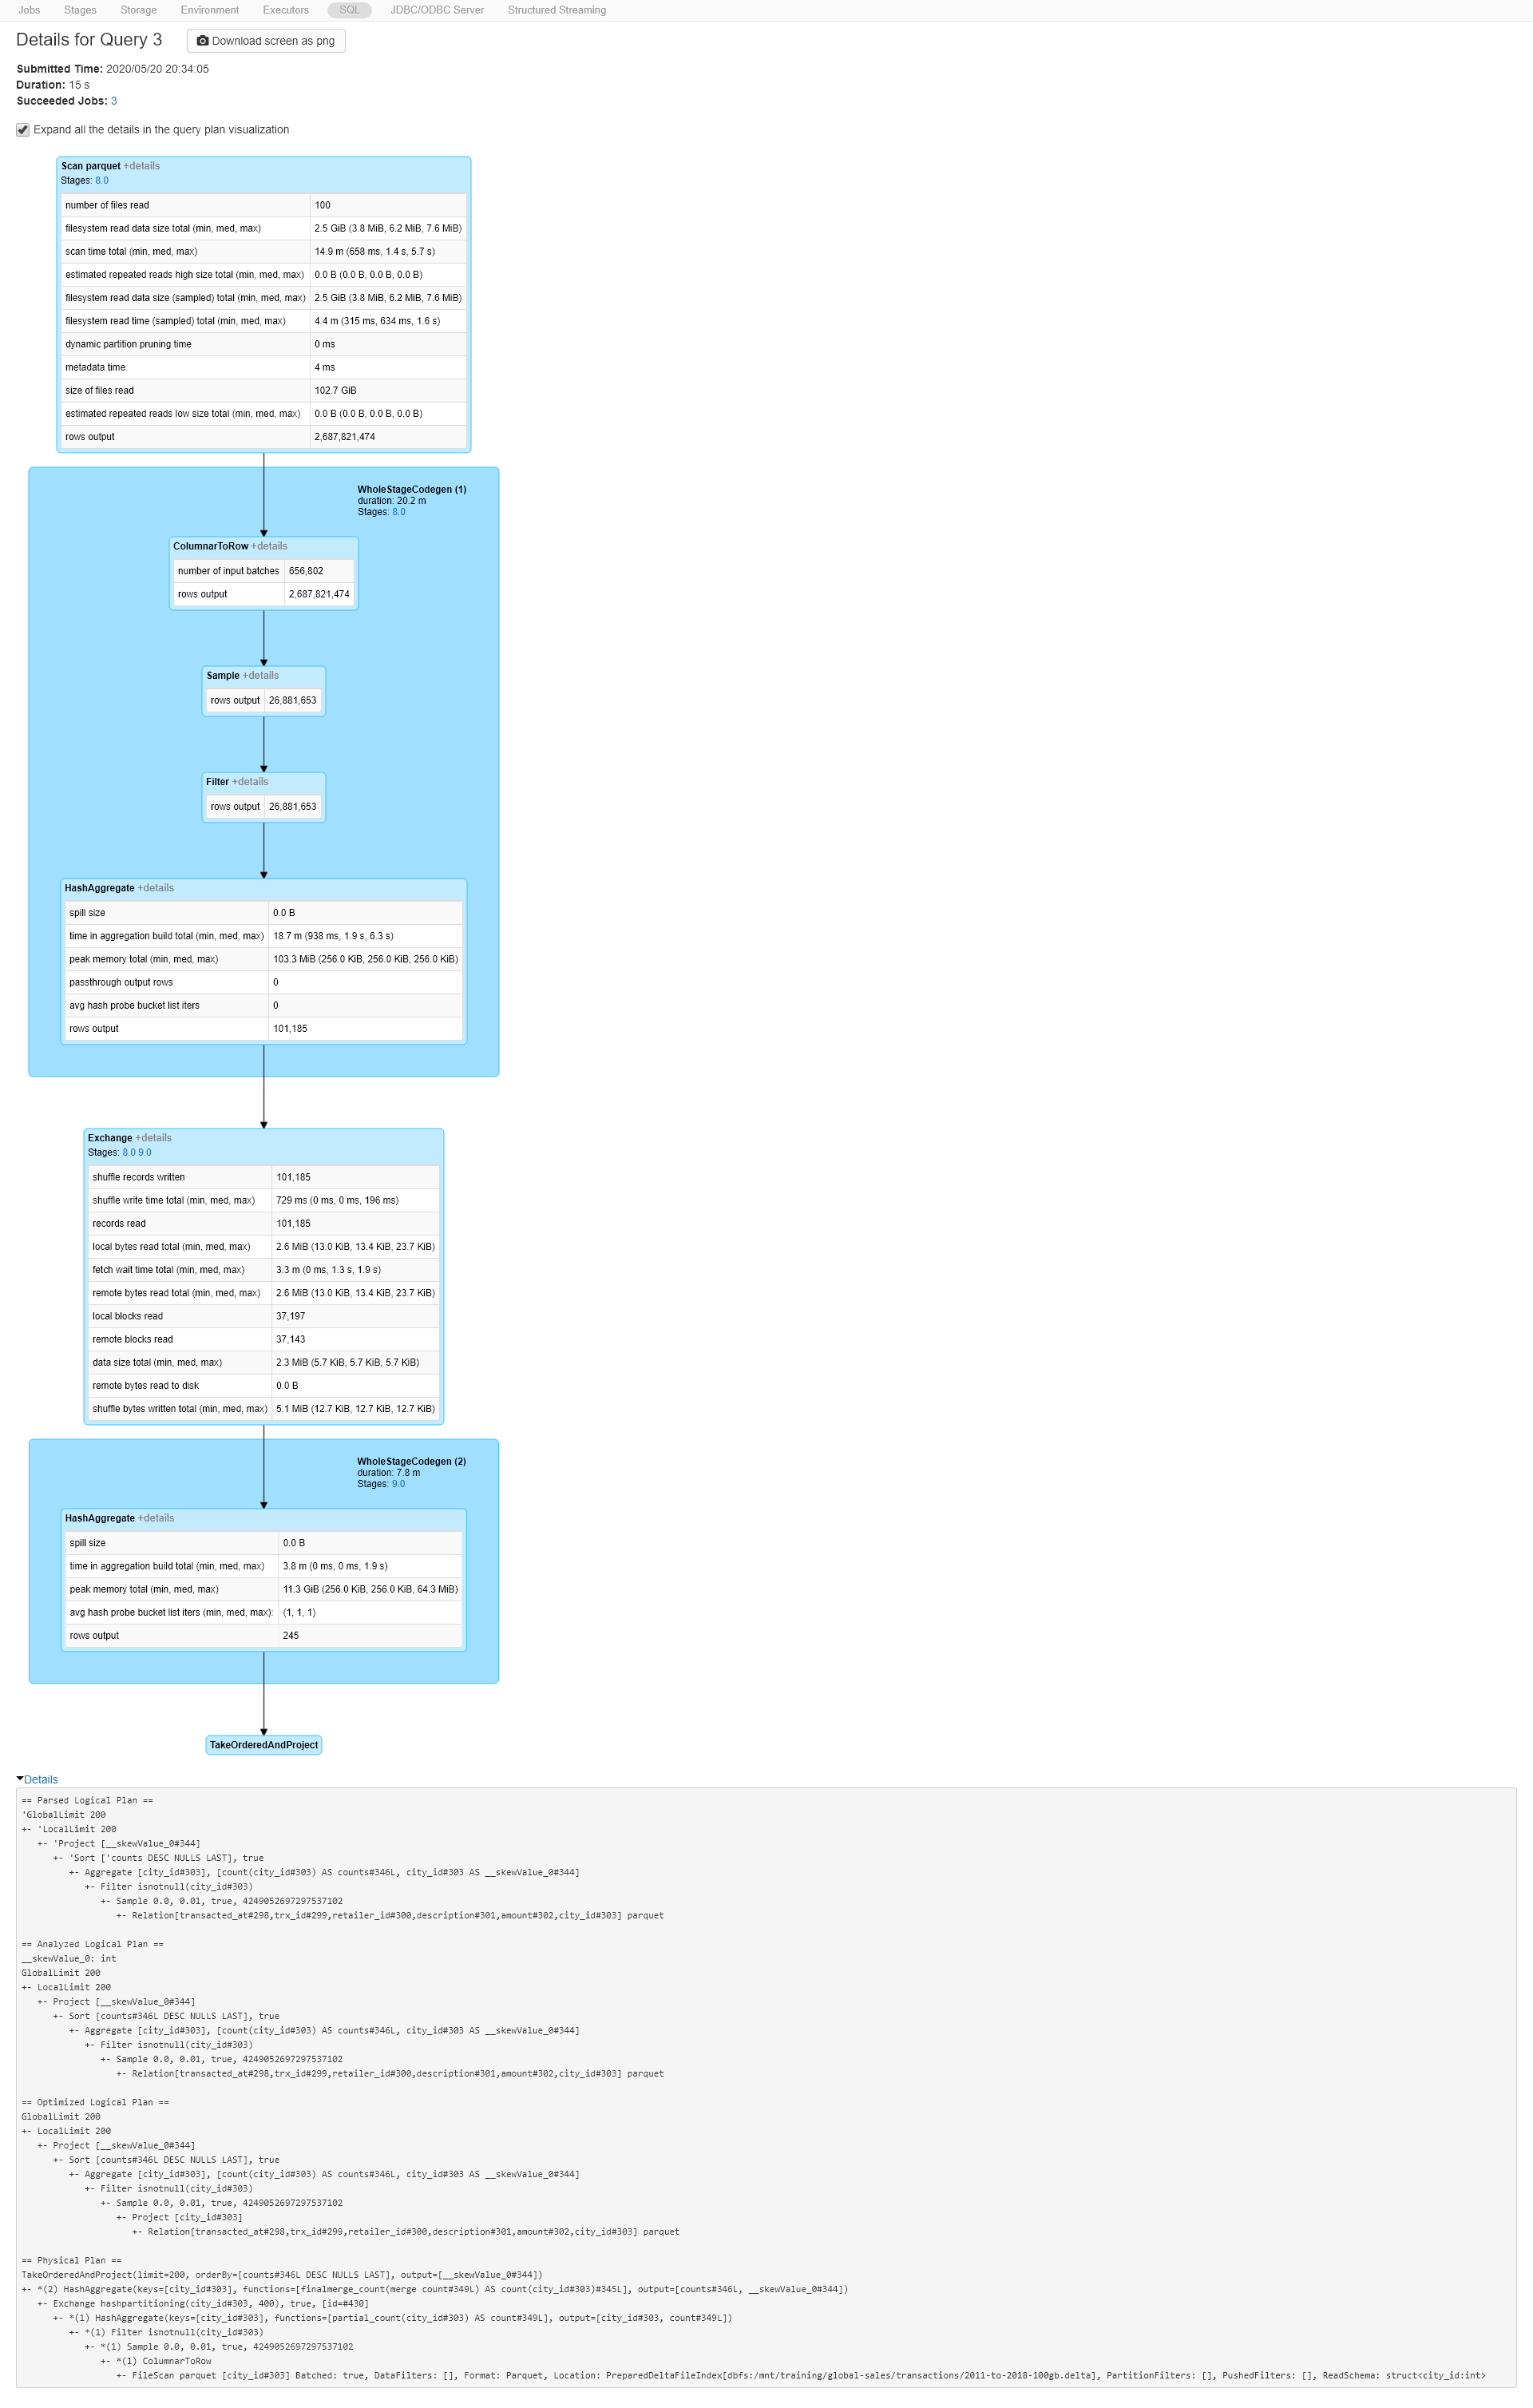 Jobs Stages Storage Environment Executors SQL JDBC/ODBC Server Structured Streaming
Details for Query 3 Download screen as png
Submitted Time: 2020/05/20 20:34:05
Duration: 15 s
Succeeded Jobs: 3
Expand all the details in the query plan visualization
Scan parquet +details
Stages: 8.0
number of files read 100
filesystem read data size total (min, med, max) 2.5 GiB (3.8 MiB, 6.2 MiB, 7.6 MiB)
scan time total (min, med, max) 14.9 m (658 ms, 1.4 s, 5.7 s)
estimated repeated reads high size total (min, med, max) 0.0 B (0.0 B, 0.0 B, 0.0 B)
filesystem read data size (sampled) total (min, med, max) 2.5 GiB (3.8 MiB, 6.2 MiB, 7.6 MiB)
filesystem read time (sampled) total (min, med, max) 4.4 m (315 ms, 634 ms, 1.6 s)
dynamic partition pruning time 0 ms
metadata time 4 ms
size of files read 102.7 GiB
estimated repeated reads low size total (min, med, max) 0.0 B (0.0 B, 0.0 B, 0.0 B)
rows output 2,687,821,474
WholeStageCodegen (1)
duration: 20.2 m
Stages: 8.0
ColumnarToRow +details
number of input batches 656,802
rows output 2,687,821,474
Sample +details
rows output 26,881,653
Filter +details
rows output 26,881,653
HashAggregate +details
spill size 0.0 B
time in aggregation build total (min, med, max) 18.7 m (938 ms, 1.9 s, 6.3 s)
peak memory total (min, med, max) 103.3 MiB (256.0 KiB, 256.0 KiB, 256.0 KiB)
passthrough output rows 0
avg hash probe bucket list iters 0
rows output 101,185
Exchange +details
Stages: 8.0 9.0
shuffle records written 101,185
shuffle write time total (min, med, max) 729 ms (0 ms, 0 ms, 196 ms)
records read 101,185
local bytes read total (min, med, max) 2.6 MiB (13.0 KiB, 13.4 KiB, 23.7 KiB)
fetch wait time total (min, med, max) 3.3 m (0 ms, 1.3 s, 1.9 s)
remote bytes read total (min, med, max) 2.6 MiB (13.0 KiB, 13.4 KiB, 23.7 KiB)
local blocks read 37,197
remote blocks read 37,143
data size total (min, med, max) 2.3 MiB (5.7 KiB, 5.7 KiB, 5.7 KiB)
remote bytes read to disk 0.0 B
shuffle bytes written total (min, med, max) 5.1 MiB (12.7 KiB, 12.7 KiB, 12.7 KiB)
WholeStageCodegen (2)
duration: 7.8 m
Stages: 9.0
HashAggregate +details
spill size 0.0 B
time in aggregation build total (min, med, max) 3.8 m (0 ms, 0 ms, 1.9 s)
peak memory total (min, med, max) 11.3 GiB (256.0 KiB, 256.0 KiB, 64.3 MiB)
avg hash probe bucket list iters (min, med, max): (1, 1, 1)
rows output 245
TakeOrderedAndProject
Details
== Parsed Logical Plan ==
'GlobalLimit 200
+- 'LocalLimit 200
   +- 'Project [__skewValue_0#344]
      +- 'Sort ['counts DESC NULLS LAST], true
         +- Aggregate [city_id#303], [count(city_id#303) AS counts#346L, city_id#303 AS __skewValue_0#344]
            +- Filter isnotnull(city_id#303)
               +- Sample 0.0, 0.01, true, 4249052697297537102
                  +- Relation[transacted_at#298,trx_id#299,retailer_id#300,description#301,amount#302,city_id#303] parquet
== Analyzed Logical Plan ==
__skewValue_0: int
GlobalLimit 200
+- LocalLimit 200
   +- Project [__skewValue_0#344]
      +- Sort [counts#346L DESC NULLS LAST], true
         +- Aggregate [city_id#303], [count(city_id#303) AS counts#346L, city_id#303 AS __skewValue_0#344]
            +- Filter isnotnull(city_id#303)
               +- Sample 0.0, 0.01, true, 4249052697297537102
                  +- Relation[transacted_at#298,trx_id#299,retailer_id#300,description#301,amount#302,city_id#303] parquet
== Optimized Logical Plan ==
GlobalLimit 200
+- LocalLimit 200
   +- Project [__skewValue_0#344]
      +- Sort [counts#346L DESC NULLS LAST], true
         +- Aggregate [city_id#303], [count(city_id#303) AS counts#346L, city_id#303 AS __skewValue_0#344]
            +- Filter isnotnull(city_id#303)
               +- Sample 0.0, 0.01, true, 4249052697297537102
                  +- Project [city_id#303]
                     +- Relation[transacted_at#298,trx_id#299,retailer_id#300,description#301,amount#302,city_id#303] parquet
== Physical Plan ==
TakeOrderedAndProject(limit=200, orderBy=[counts#346L DESC NULLS LAST], output=[__skewValue_0#344])
+- *(2) HashAggregate(keys=[city_id#303], functions=[finalmerge_count(merge count#349L) AS count(city_id#303)#345L], output=[counts#346L, __skewValue_0#344])
   +- Exchange hashpartitioning(city_id#303, 400), true, [id=#430]
      +- *(1) HashAggregate(keys=[city_id#303], functions=[partial_count(city_id#303) AS count#349L], output=[city_id#303, count#349L])
         +- *(1) Filter isnotnull(city_id#303)
            +- *(1) Sample 0.0, 0.01, true, 4249052697297537102
               +- *(1) ColumnarToRow
                  +- FileScan parquet [city_id#303] Batched: true, DataFilters: [], Format: Parquet, Location: PreparedDeltaFileIndex[dbfs:/mnt/training/global-sales/transactions/2011-to-2018-100gb.delta], PartitionFilters: [], PushedFilters: [], ReadSchema: struct<city_id:int>